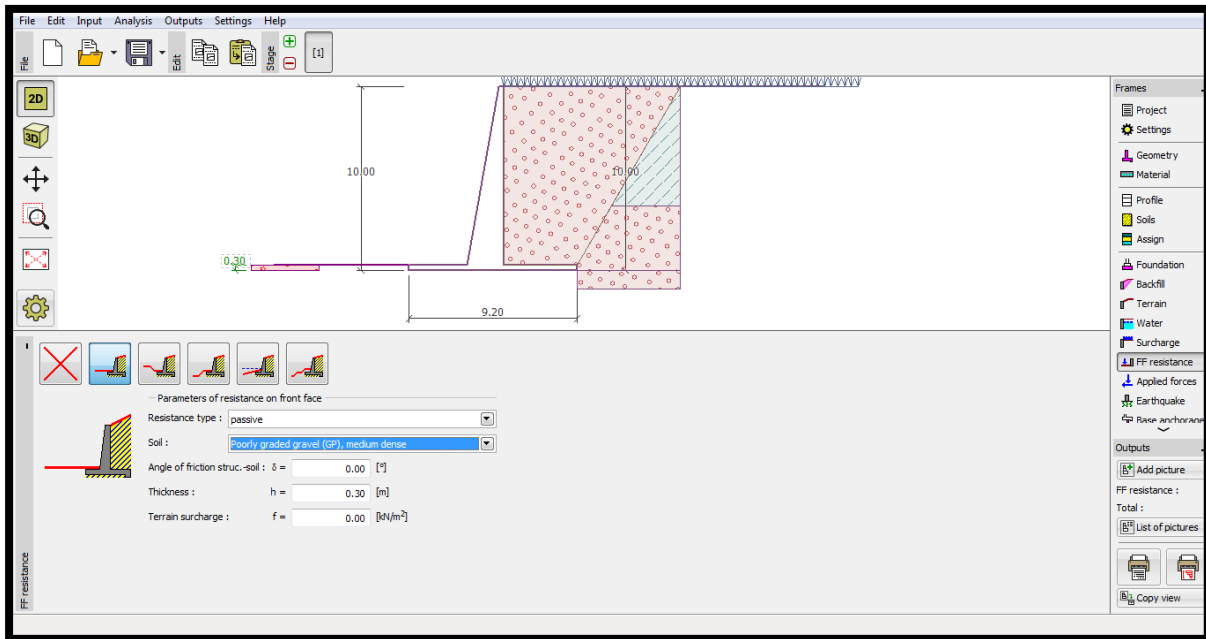 File Edit Input Analysis Outputs Settings Help
File
Edit
Stage
[1]
2D
3D
10.00
10.00
0.30
9.20
Frames
Project
Settings
Geometry
Material
Profile
Soils
Assign
Foundation
Backfill
Terrain
Water
Surcharge
FF resistance
Applied forces
Earthquake
Base anchorage
Outputs
Add picture
FF resistance :
Total :
List of pictures
Copy view
FF resistance
Parameters of resistance on front face
Resistance type : passive
Soil : Poorly graded gravel (GP), medium dense
Angle of friction struc.-soil : δ = 0.00 [°]
Thickness : h = 0.30 [m]
Terrain surcharge : f = 0.00 [kN/m²]